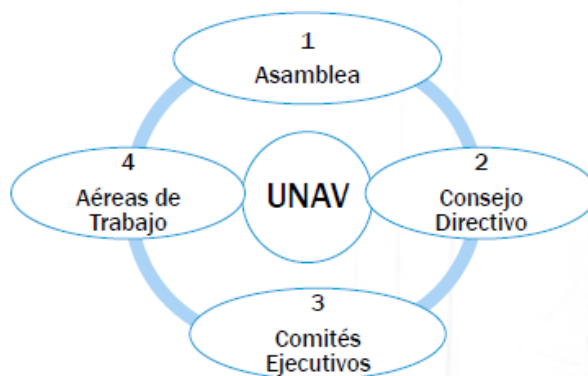 1
Asamblea
4
Aéreas de
Trabajo
UNAV
2
Consejo
Directivo
3
Comités
Ejecutivos